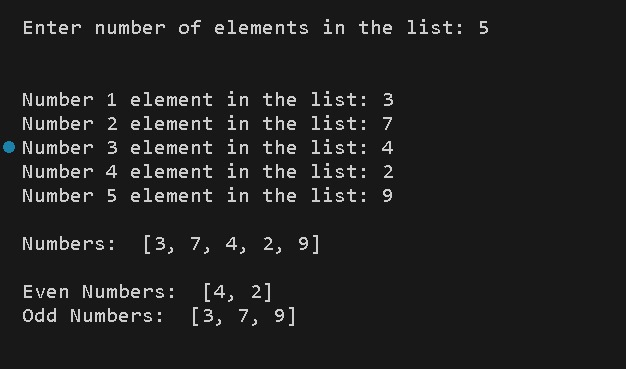 Enter number of elements in the list: 5
Number 1 element in the list: 3
Number 2 element in the list: 7
Number 3 element in the list: 4
Number 4 element in the list: 2
Number 5 element in the list: 9
Numbers:  [3, 7, 4, 2, 9]
Even Numbers:  [4, 2]
Odd Numbers:  [3, 7, 9]